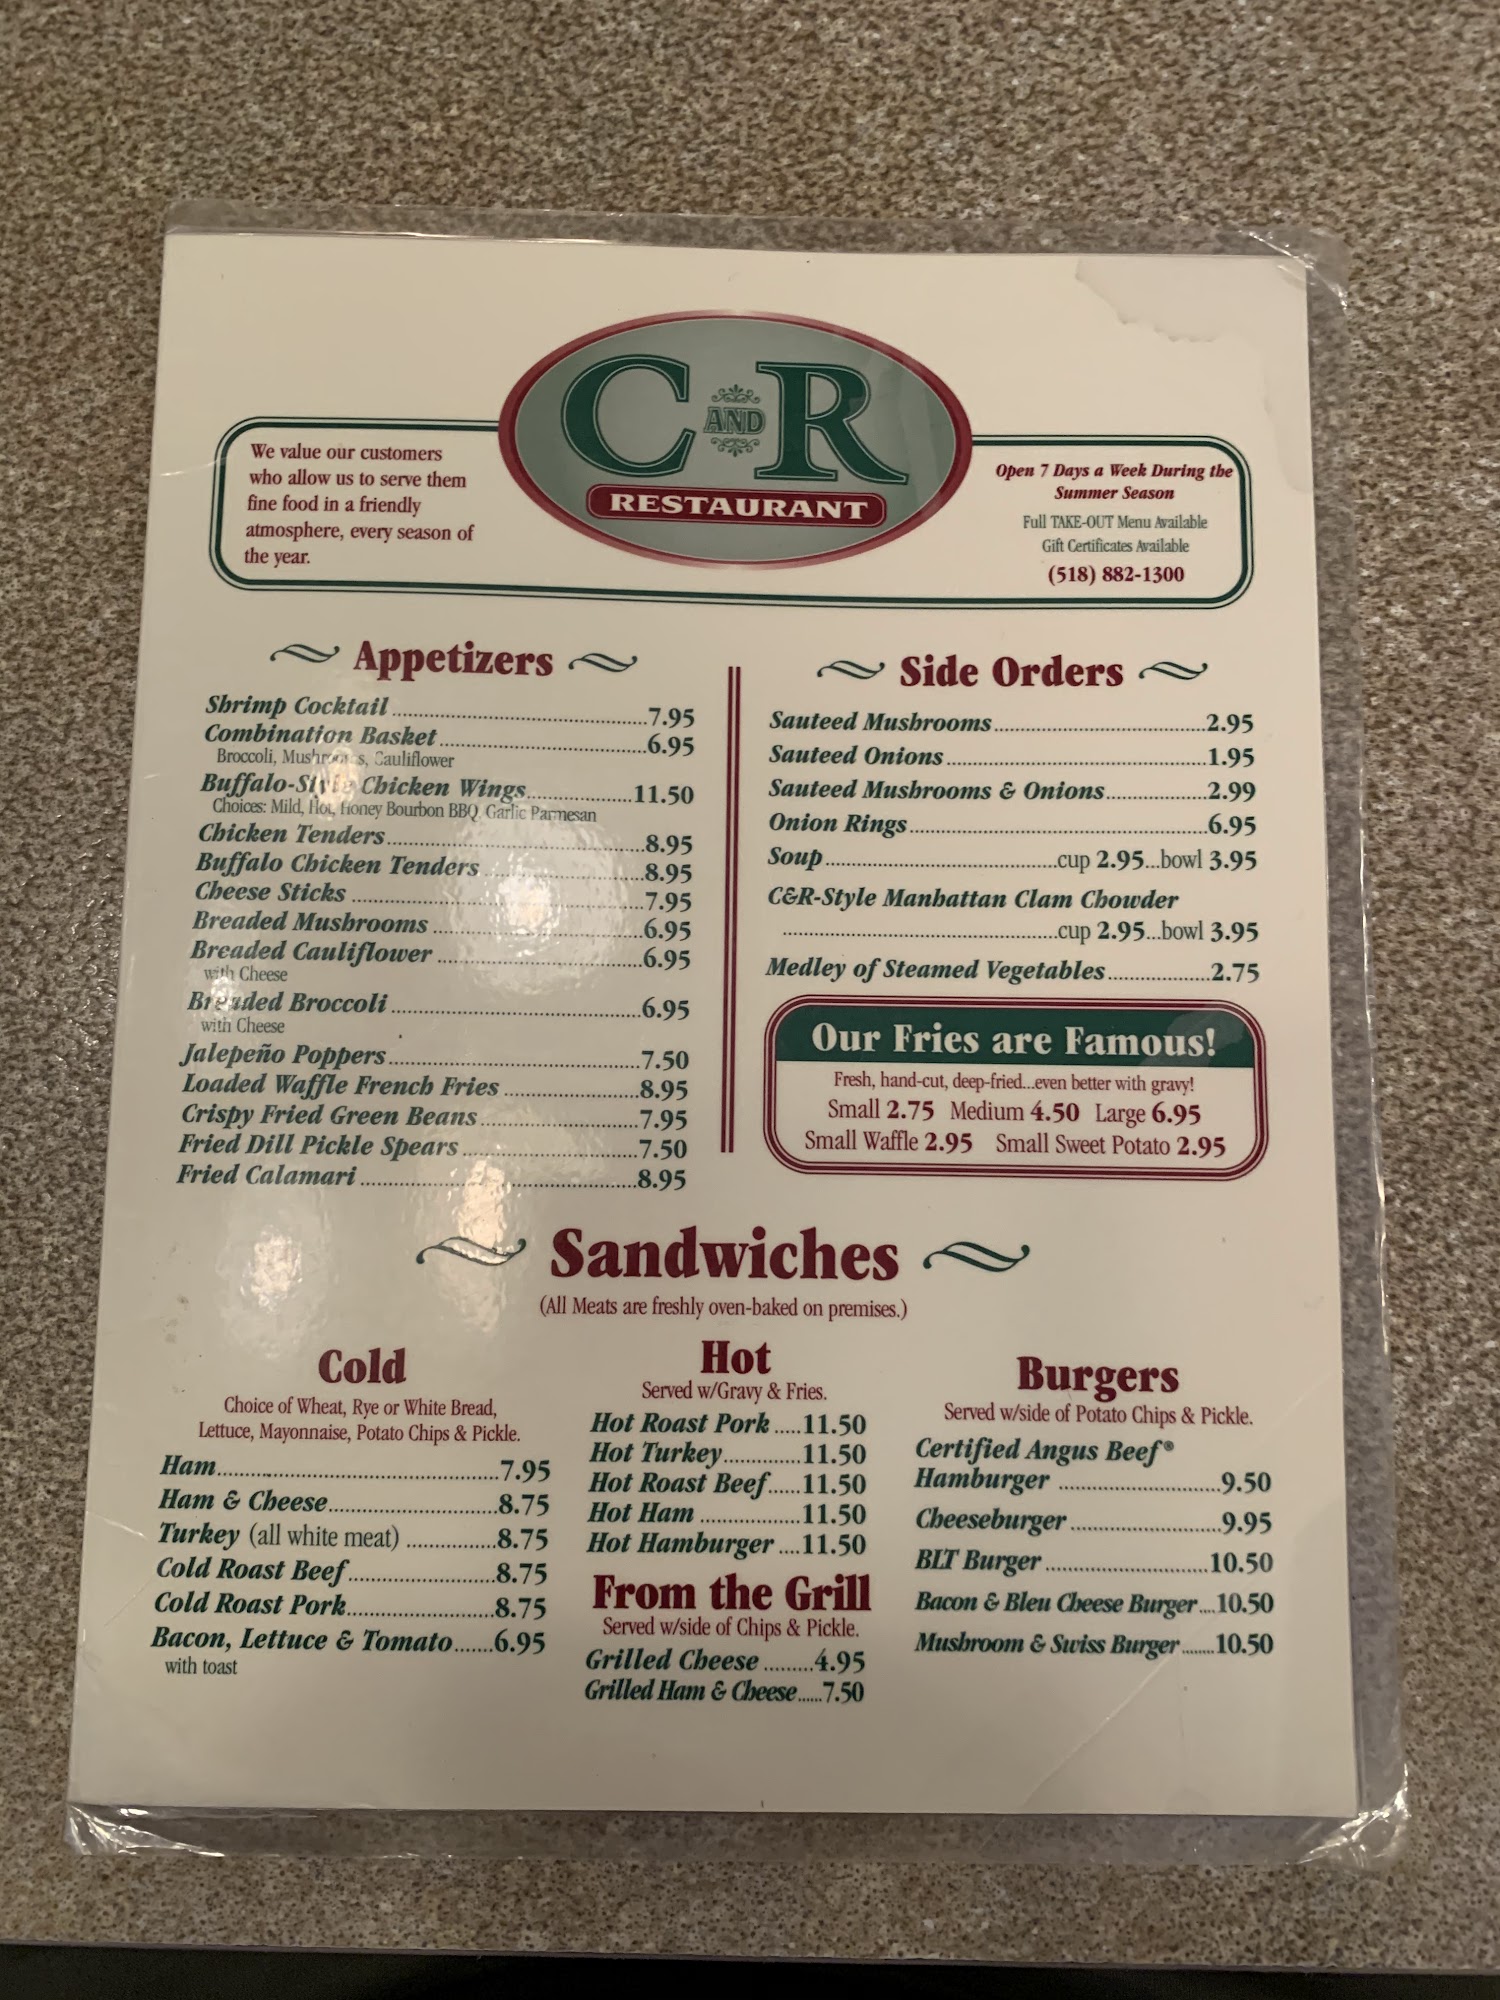 C AND R
RESTAURANT
We value our customers
who allow us to serve them
fine food in a friendly
atmosphere, every season of
the year.
Open 7 Days a Week During the
Summer Season
Full TAKE-OUT Menu Available
Gift Certificates Available
(518) 882-1300
Appetizers
Shrimp Cocktail 7.95
Combination Basket 6.95
Broccoli, Mushrooms, Cauliflower
Buffalo-Style Chicken Wings 11.50
Choices: Mild, Hot, Honey Bourbon BBQ, Garlic Parmesan
Chicken Tenders 8.95
Buffalo Chicken Tenders 8.95
Cheese Sticks 7.95
Breaded Mushrooms 6.95
Breaded Cauliflower 6.95
with Cheese
Breaded Broccoli 6.95
with Cheese
Jalepeño Poppers 7.50
Loaded Waffle French Fries 8.95
Crispy Fried Green Beans 7.95
Fried Dill Pickle Spears 7.50
Fried Calamari 8.95
Side Orders
Sauteed Mushrooms 2.95
Sauteed Onions 1.95
Sauteed Mushrooms & Onions 2.99
Onion Rings 6.95
Soup cup 2.95...bowl 3.95
C&R-Style Manhattan Clam Chowder
cup 2.95...bowl 3.95
Medley of Steamed Vegetables 2.75
Our Fries are Famous!
Fresh, hand-cut, deep-fried...even better with gravy!
Small 2.75 Medium 4.50 Large 6.95
Small Waffle 2.95 Small Sweet Potato 2.95
Sandwiches
(All Meats are freshly oven-baked on premises.)
Cold
Choice of Wheat, Rye or White Bread,
Lettuce, Mayonnaise, Potato Chips & Pickle.
Ham 7.95
Ham & Cheese 8.75
Turkey (all white meat) 8.75
Cold Roast Beef 8.75
Cold Roast Pork 8.75
Bacon, Lettuce & Tomato 6.95
with toast
Hot
Served w/Gravy & Fries.
Hot Roast Pork 11.50
Hot Turkey 11.50
Hot Roast Beef 11.50
Hot Ham 11.50
Hot Hamburger 11.50
From the Grill
Served w/side of Chips & Pickle.
Grilled Cheese 4.95
Grilled Ham & Cheese 7.50
Burgers
Served w/side of Potato Chips & Pickle.
Certified Angus Beef®
Hamburger 9.50
Cheeseburger 9.95
BLT Burger 10.50
Bacon & Bleu Cheese Burger 10.50
Mushroom & Swiss Burger 10.50